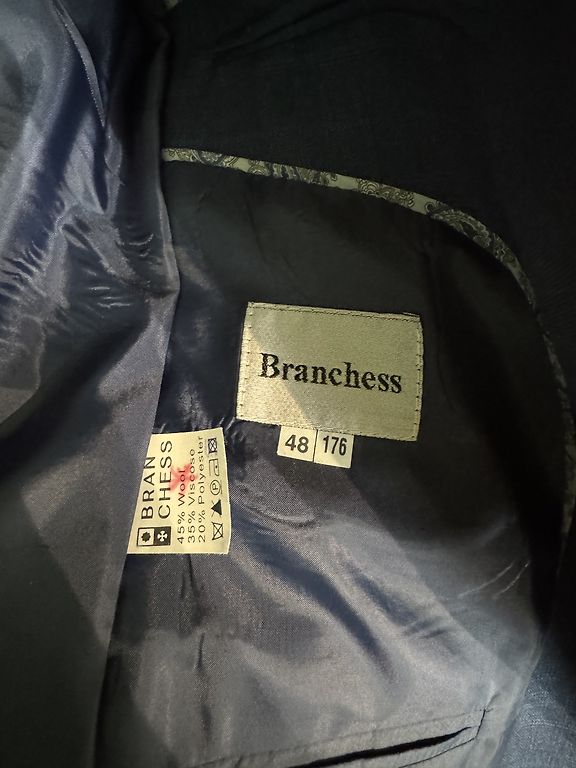 Branchess
48 176
BRAN
CHESS
45% Wool
35% Viscose
20% Polyester